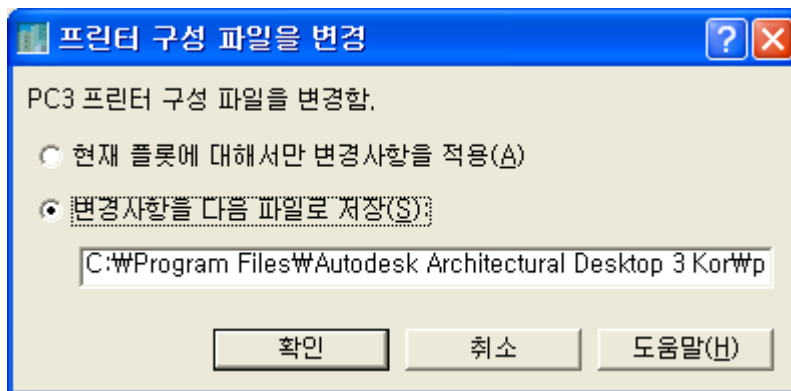 프린터 구성 파일을 변경
PC3 프린터 구성 파일을 변경함.
현재 플롯에 대해서만 변경사항을 적용(A)
변경사항을 다음 파일로 저장(S):
C:₩Program Files₩Autodesk Architectural Desktop 3 Kor₩p
확인
취소
도움말(H)